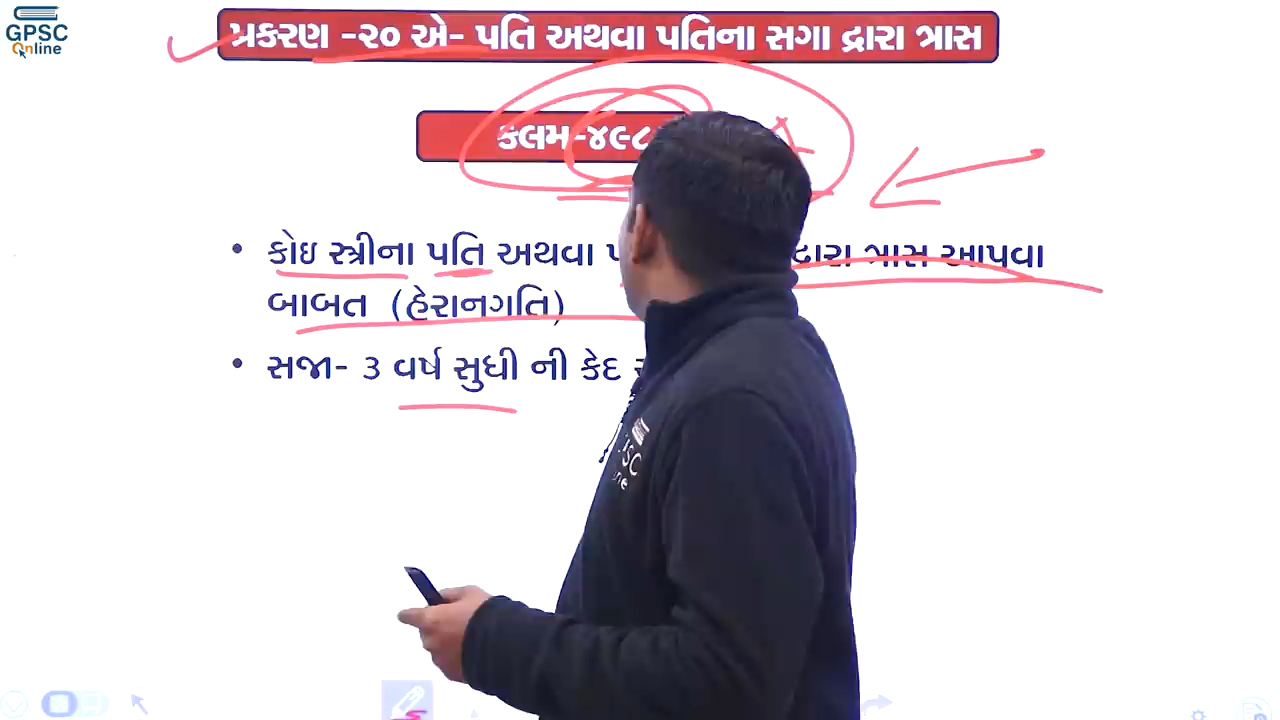 GPSC
Online
પ્રકરણ -૨૦ એ- પતિ અથવા પતિના સગા દ્વારા ત્રાસ
કલમ-૪૯૮
A
કોઇ સ્ત્રીના પતિ અથવા દ્વારા ત્રાસ આપવા
બાબત (હેરાનગતિ)
સજા- 3 વર્ષ સુધી ની કેદ